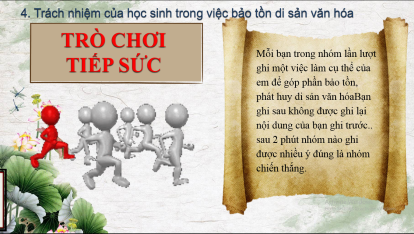 4. Trách nhiệm của học sinh trong việc bảo tồn di sản văn hóa
TRÒ CHƠI
TIẾP SỨC
Mỗi bạn trong nhóm lần lượt
ghi một việc làm cụ thể của
em để góp phần bảo tồn,
phát huy di sản văn hóaBạn
ghi sau không được ghi lại
nội dung của bạn ghi trước..
sau 2 phút nhóm nào ghi
được nhiều ý đúng là nhóm
chiến thắng.